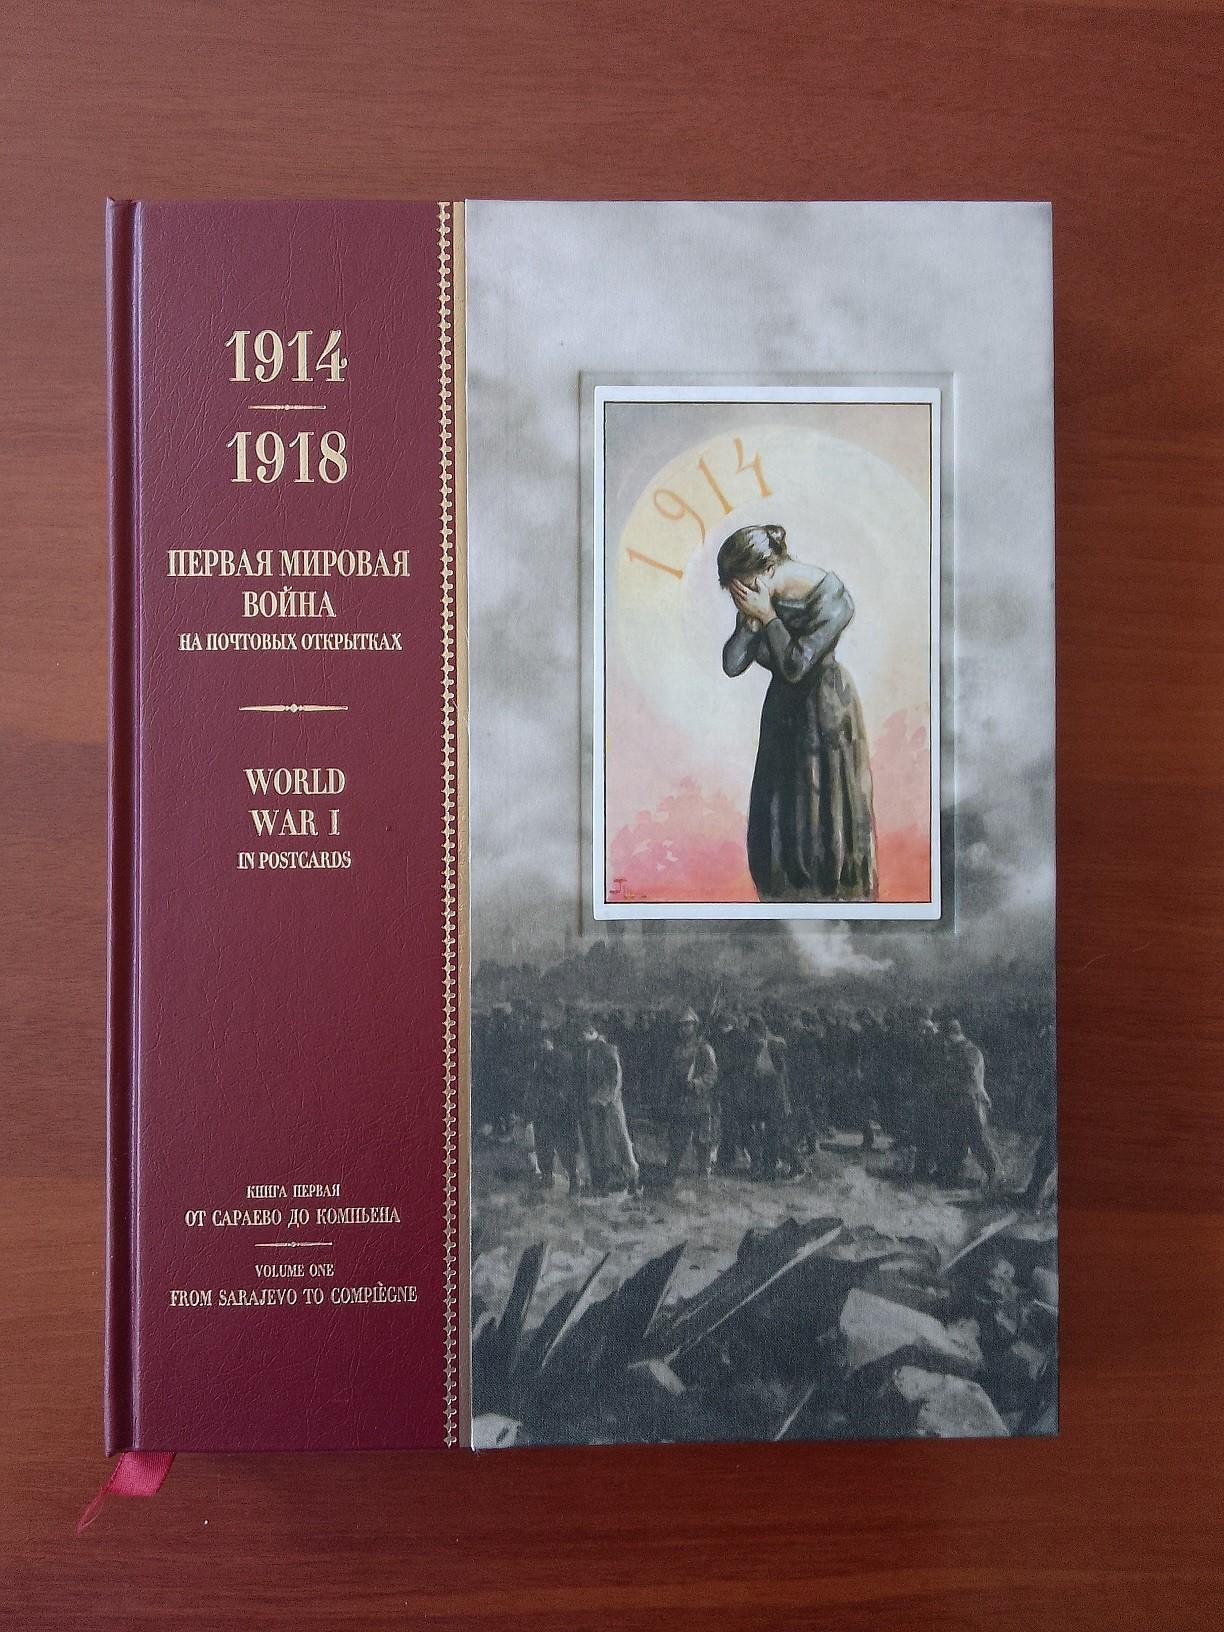 1914
1918
ПЕРВАЯ МИРОВАЯ
ВОЙНА
НА ПОЧТОВЫХ ОТКРЫТКАХ
WORLD
WAR I
IN POSTCARDS
КНИГА ПЕРВАЯ
ОТ САРАЕВО ДО КОМПЬЕНА
VOLUME ONE
FROM SARAJEVO TO COMPIÈGNE
1914